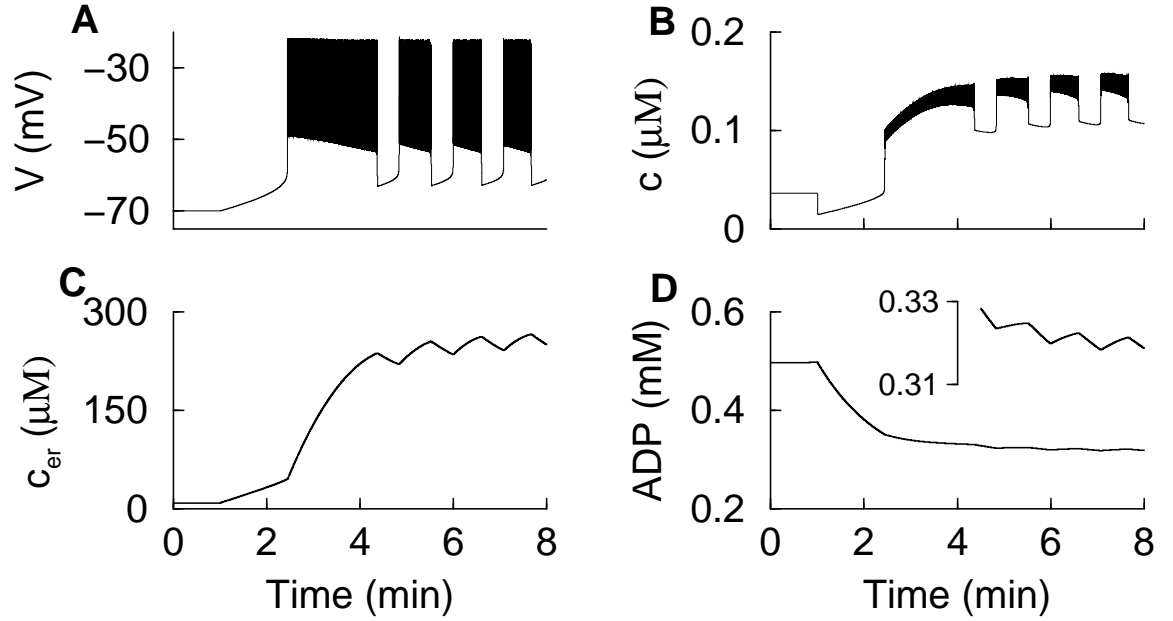 A
V (mV)
−30
−50
−70
B
c (μM)
0.2
0.1
0
C
c_er (μM)
300
150
0
0 2 4 6 8
Time (min)
D
ADP (mM)
0.6
0.4
0.2
0.33
0.31
0 2 4 6 8
Time (min)